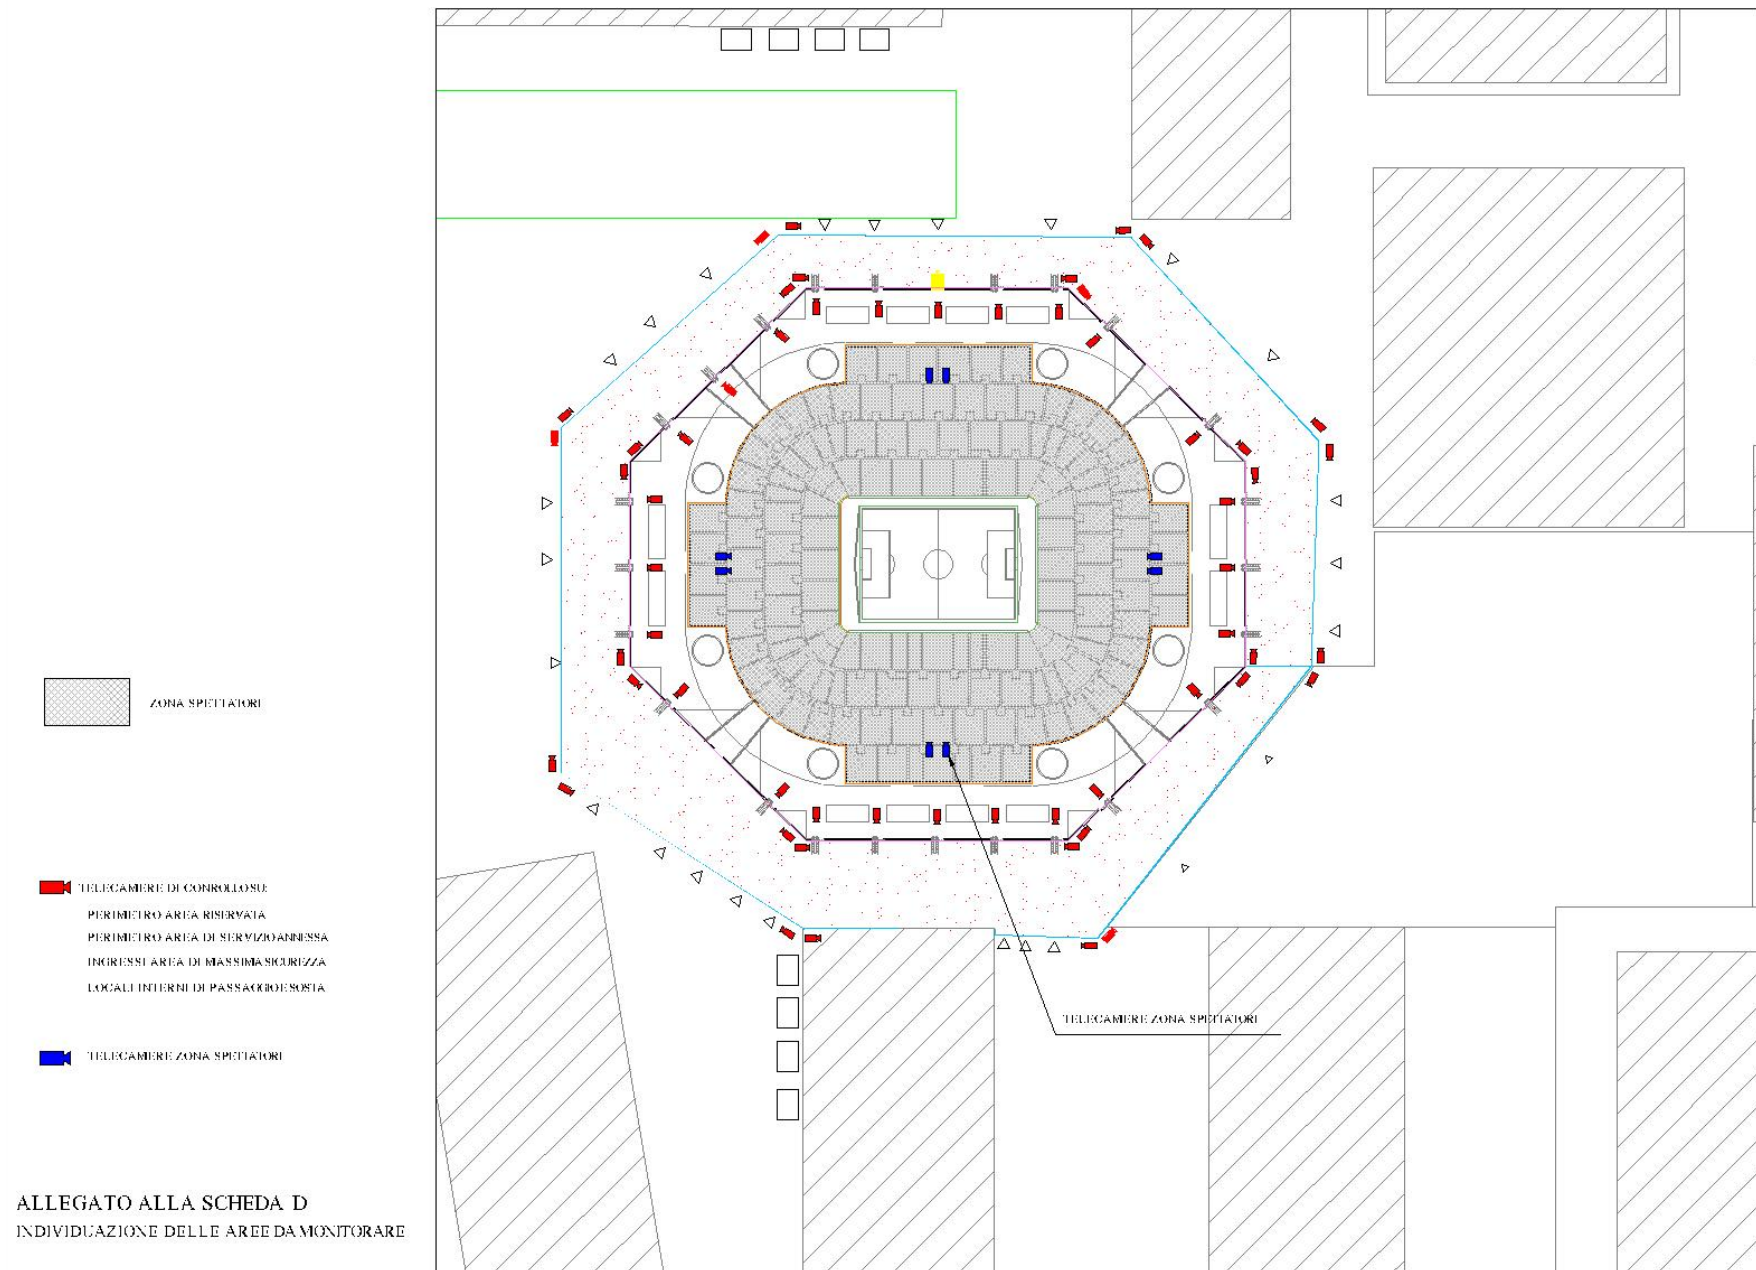 ZONA SPETTATORI
TELECAMERE DI CONROLLO SU:
PERIMETRO AREA RISERVATA
PERIMETRO AREA DI SERVIZIO ANNESSA
INGRESSI AREA DI MASSIMA SICUREZZA
LOCALI INTERNI DI PASSAGGIO E SOSTA
TELECAMERE ZONA SPETTATORI
TELECAMERE ZONA SPETTATORI
ALLEGATO ALLA SCHEDA D
INDIVIDUAZIONE DELLE AREE DA MONITORARE